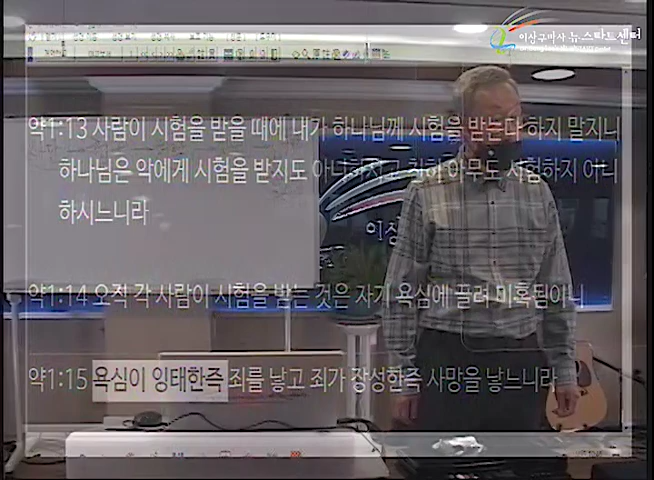 이상구박사 뉴스타트센터
약1:13 사람이 시험을 받을 때에 내가 하나님께 시험을 받는다 하지 말지니
하나님은 악에게 시험을 받지도 아니하시고 친히 아무도 시험하지 아니
하시느니라
이상
약1:14 오직 각 사람이 시험을 받는 것은 자기 욕심에 끌려 미혹됨이니
약1:15 욕심이 잉태한즉 죄를 낳고 죄가 장성한즉 사망을 낳느니라